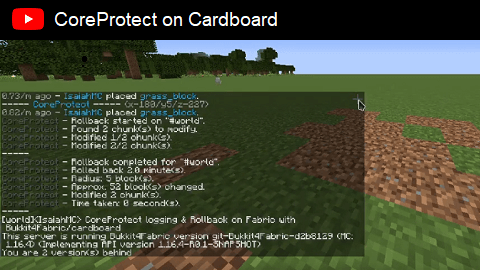 CoreProtect on Cardboard
0.73/m ago - IsaiahMC placed grass_block.
----- CoreProtect ----- (x-180/y5/z-237)
0.82/m ago - IsaiahMC placed grass_block.
CoreProtect - Rollback started on "#world".
CoreProtect - Found 2 chunk(s) to modify.
CoreProtect - Modified 1/2 chunk(s).
CoreProtect - Modified 2/2 chunk(s).
-----
CoreProtect - Rollback completed for "#world".
CoreProtect - Rolled back 2.0 minute(s).
CoreProtect - Radius: 5 block(s).
CoreProtect - Approx. 52 block(s) changed.
CoreProtect - Modified 2 chunk(s).
CoreProtect - Time taken: 0 second(s).
-----
[world]<IsaiahMC> CoreProtect logging & Rollback on Fabric with
Bukkit4Fabric/cardboard
This server is running Bukkit4Fabric version git-Bukkit4Fabric-d2b8129 (MC:
1.16.4) (Implementing API version 1.16.4-R0.1-SNAPSHOT)
You are 2 version(s) behind